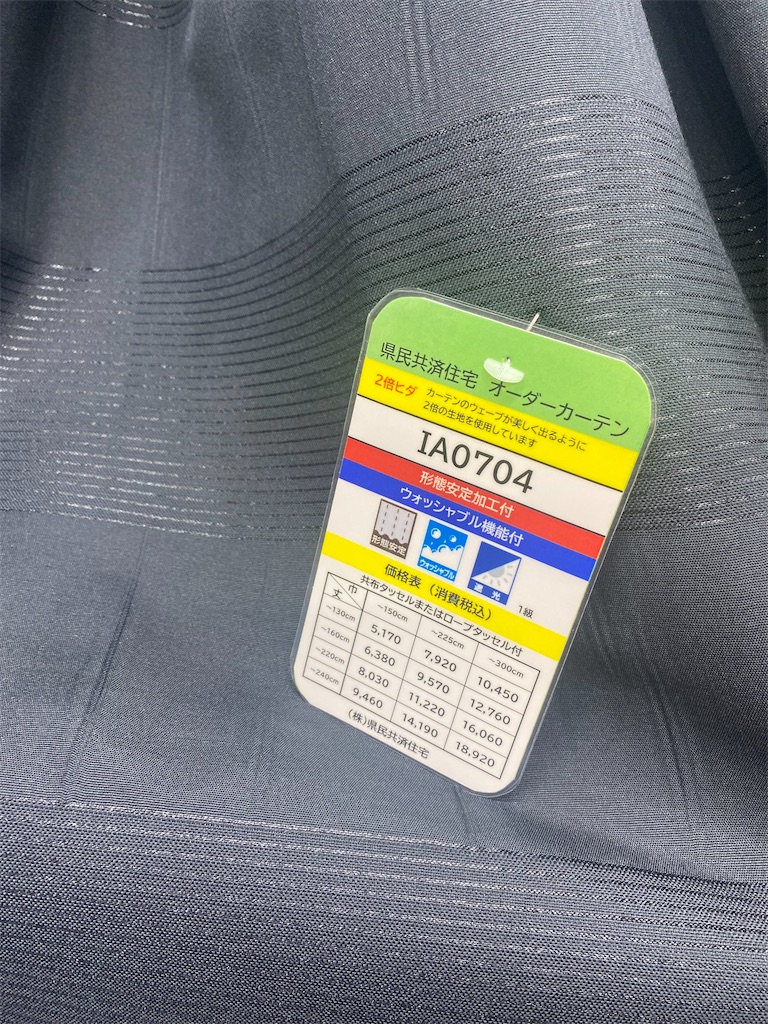 県民共済住宅 オーダーカーテン
2倍ヒダ カーテンのウェーブが美しく出るように
2倍の生地を使用しています
IA0704
形態安定加工付
ウオッシャブル機能付
形態安定 ウオッシャブル 遮光 1級
価格表(消費税込)
共布タッセルまたはロープタッセル付
巾 丈 ~150cm ~225cm ~300cm
~130cm 5,170 7,920 10,450
~160cm 6,380 9,570 12,760
~220cm 8,030 11,220 16,060
~240cm 9,460 14,190 18,920
(株)県民共済住宅